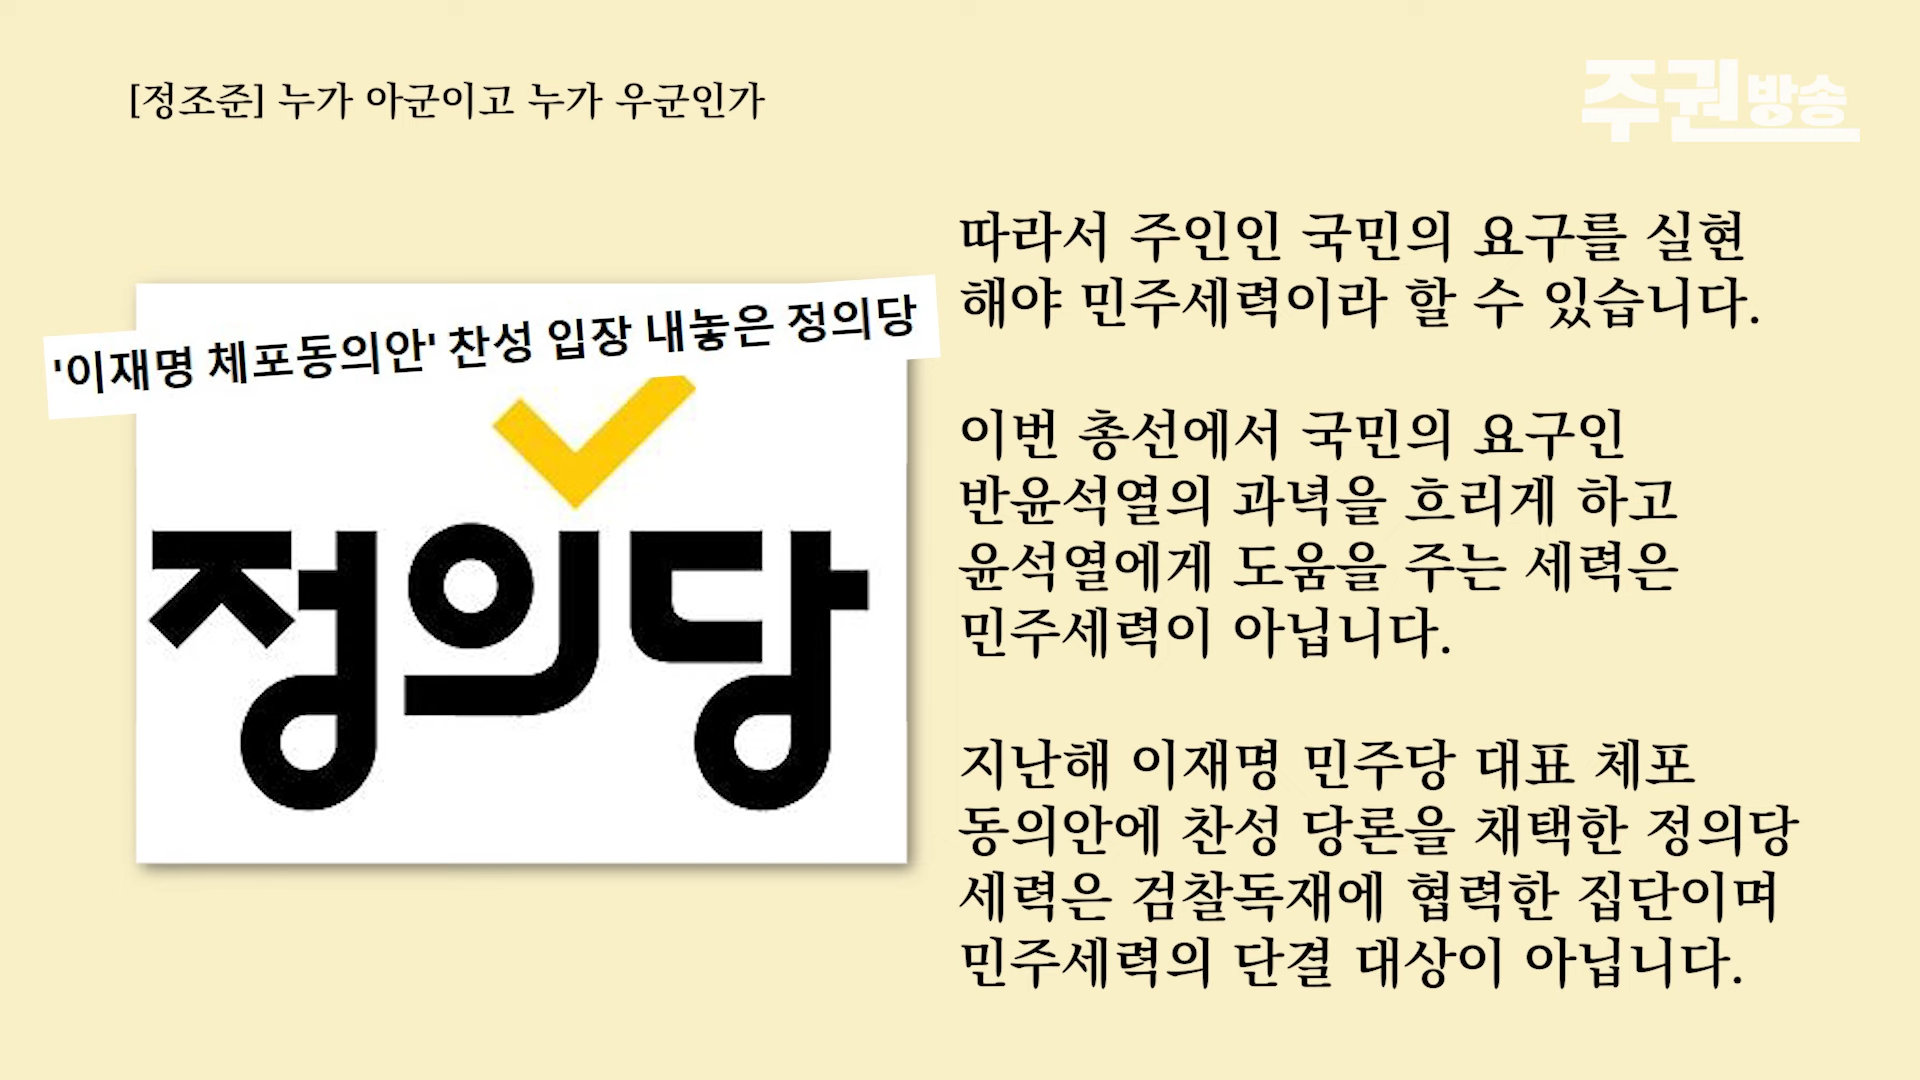 [정조준] 누가 아군이고 누가 우군인가
주권방송
'이재명 체포동의안' 찬성 입장 내놓은 정의당
정의당
따라서 주인인 국민의 요구를 실현
해야 민주세력이라 할 수 있습니다.
이번 총선에서 국민의 요구인
반윤석열의 과녁을 흐리게 하고
윤석열에게 도움을 주는 세력은
민주세력이 아닙니다.
지난해 이재명 민주당 대표 체포
동의안에 찬성 당론을 채택한 정의당
세력은 검찰독재에 협력한 집단이며
민주세력의 단결 대상이 아닙니다.